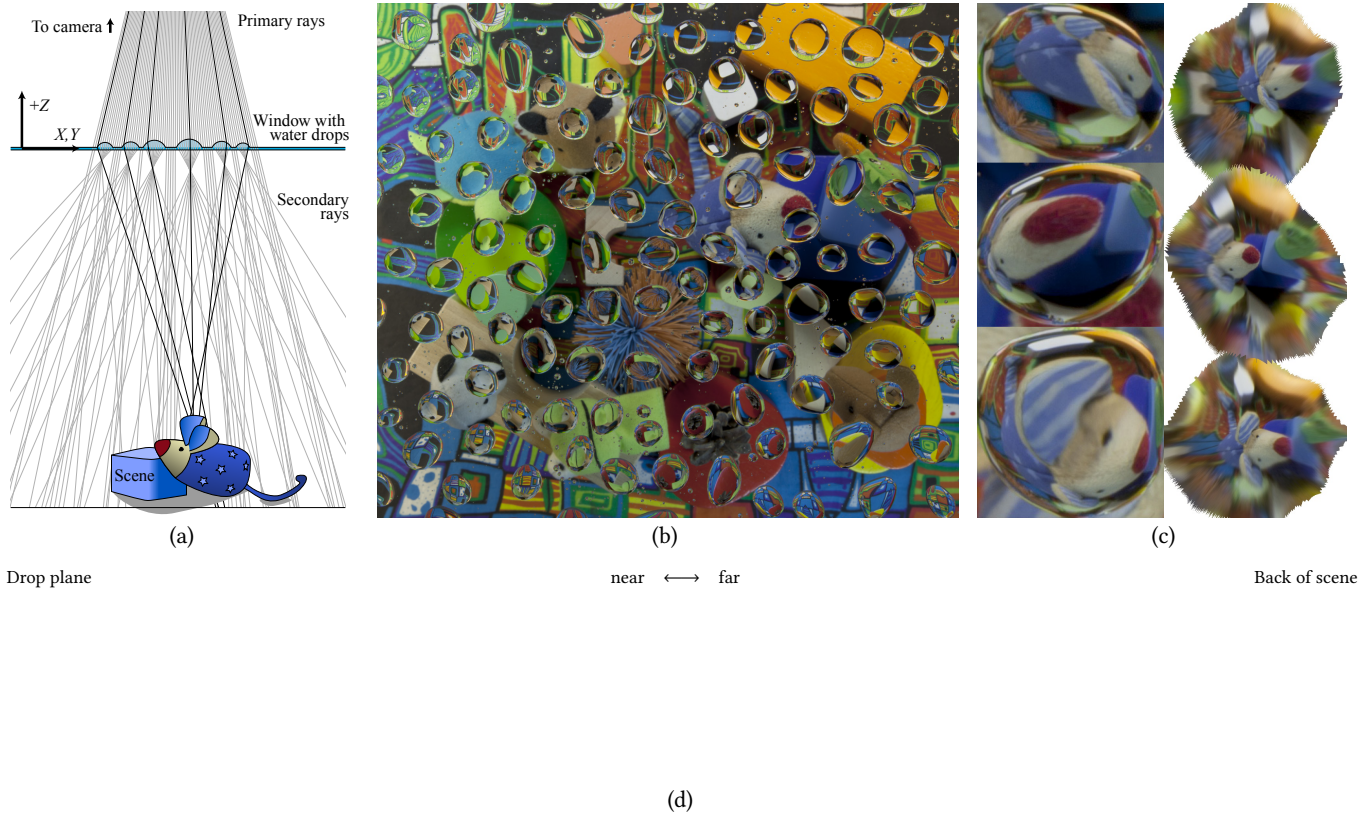 To camera
Primary rays
+Z
X,Y
Window with
water drops
Secondary
rays
Scene
(a)
(b)
(c)
Drop plane
near ⟷ far
Back of scene
(d)